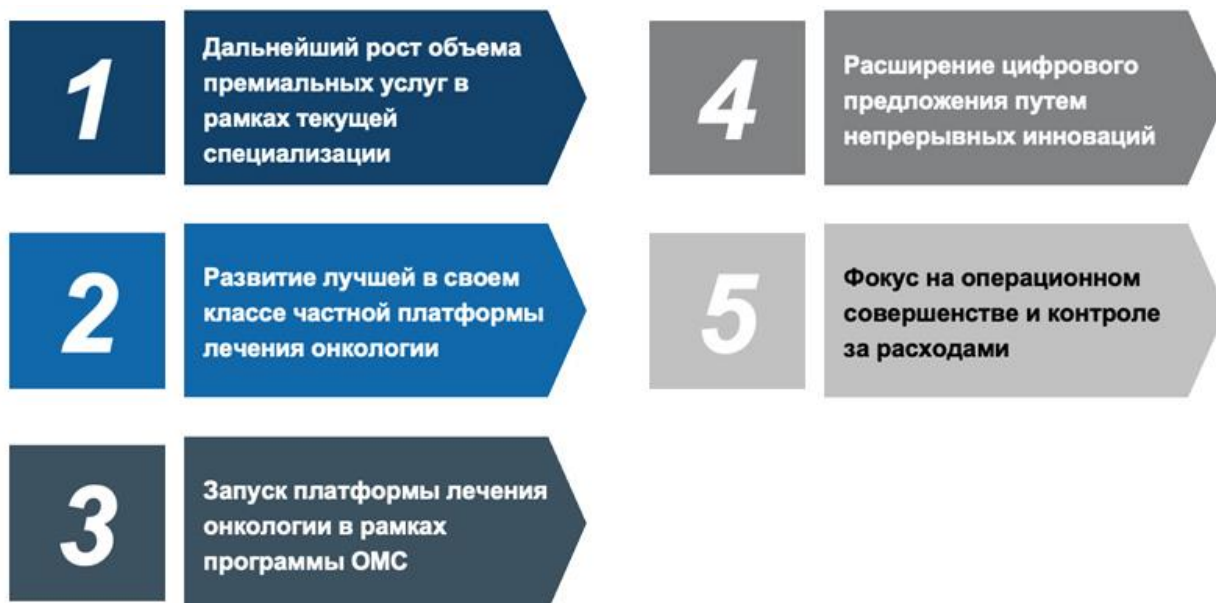 1
Дальнейший рост объема
премиальных услуг в
рамках текущей
специализации
2
Развитие лучшей в своем
классе частной платформы
лечения онкологии
3
Запуск платформы лечения
онкологии в рамках
программы ОМС
4
Расширение цифрового
предложения путем
непрерывных инноваций
5
Фокус на операционном
совершенстве и контроле
за расходами